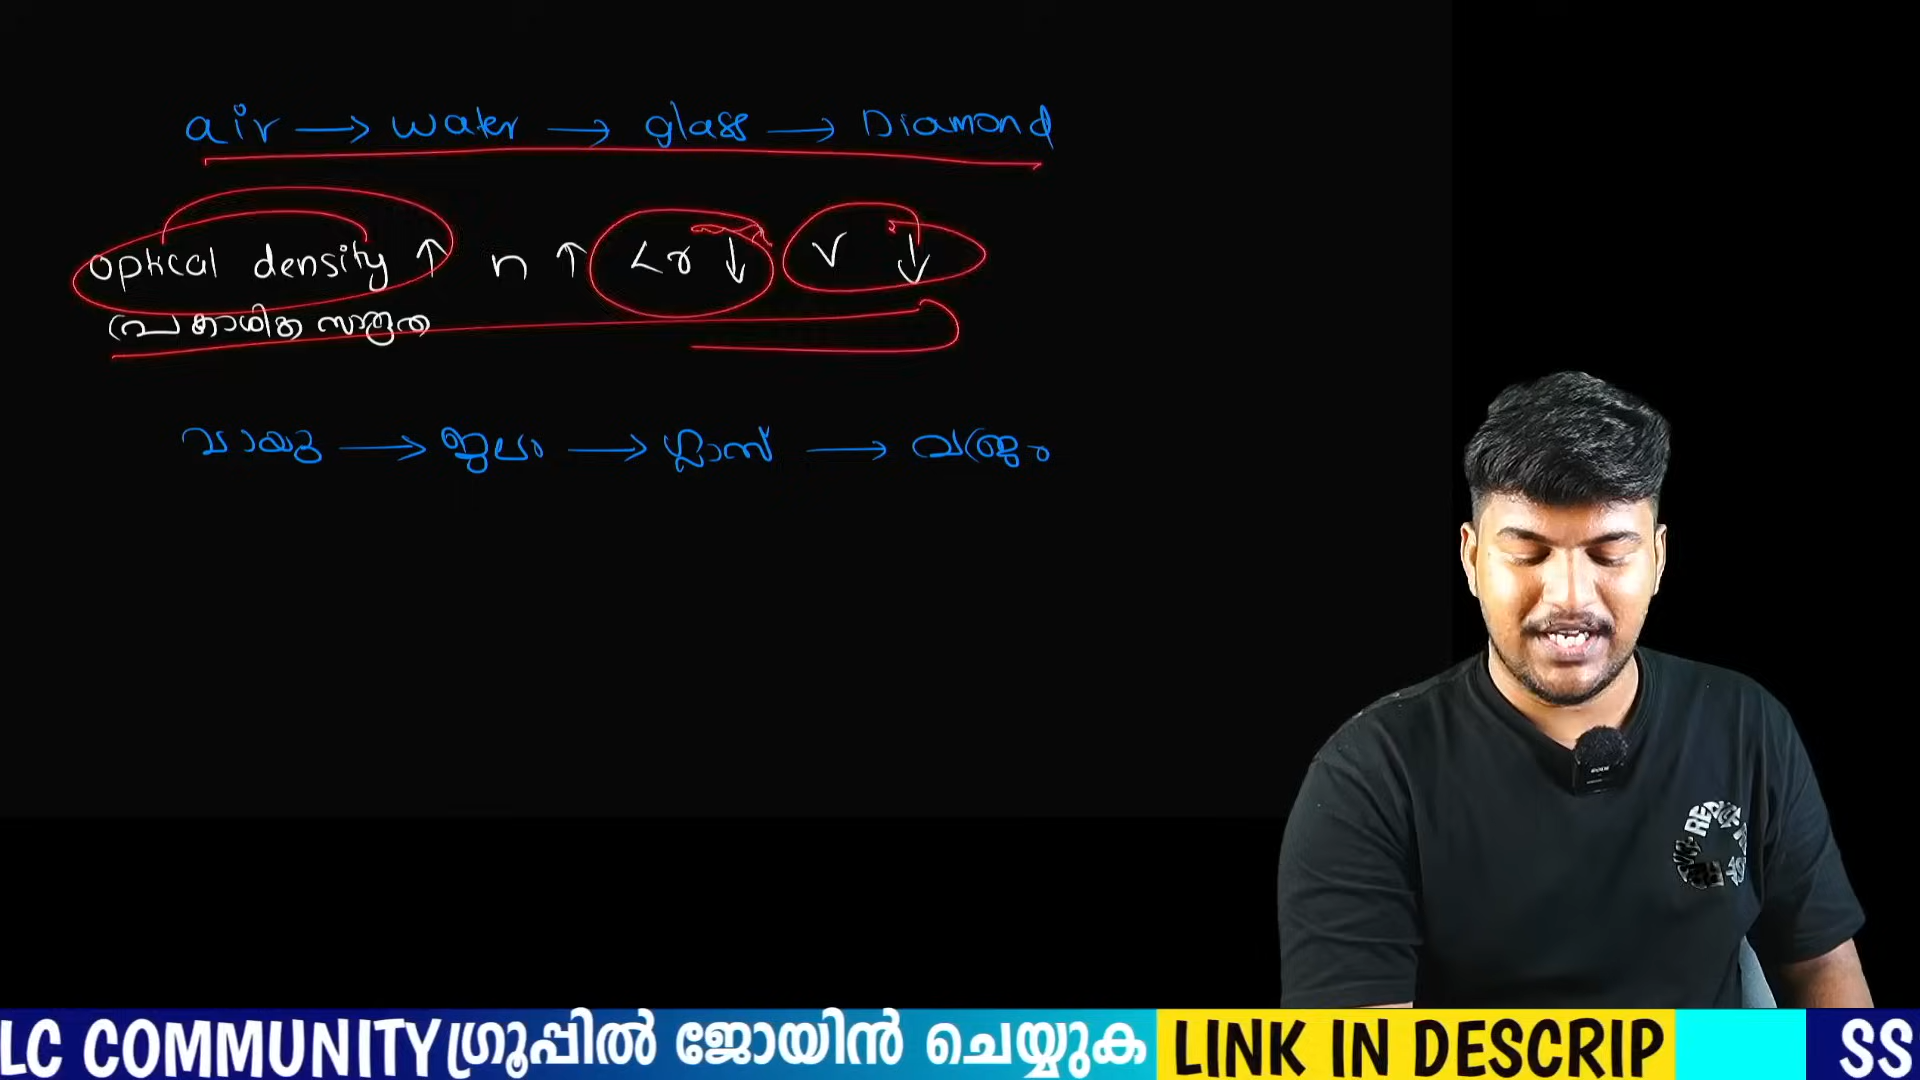 air → water → glass → Diamond
optical density ↑ n ↑ <r ↓ V ↓
പ്രകാശിക സാന്ദ്രത
വായു → ജലം → ഗ്ലാസ് → വജ്രം
LC COMMUNITY ഗ്രൂപ്പിൽ ജോയിൻ ചെയ്യുക LINK IN DESCRIP SS